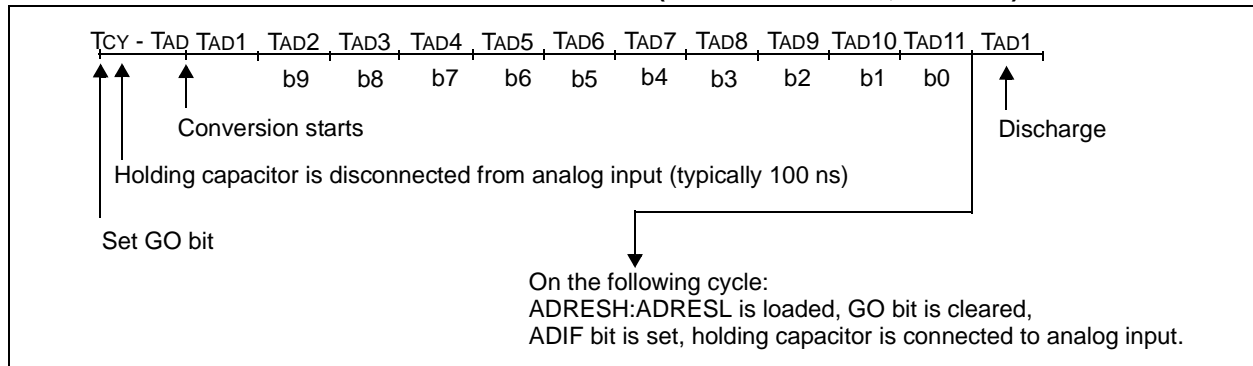 TCY - TAD TAD1 TAD2 TAD3 TAD4 TAD5 TAD6 TAD7 TAD8 TAD9 TAD10 TAD11 TAD1
b9 b8 b7 b6 b5 b4 b3 b2 b1 b0
Conversion starts
Discharge
Holding capacitor is disconnected from analog input (typically 100 ns)
Set GO bit
On the following cycle:
ADRESH:ADRESL is loaded, GO bit is cleared,
ADIF bit is set, holding capacitor is connected to analog input.